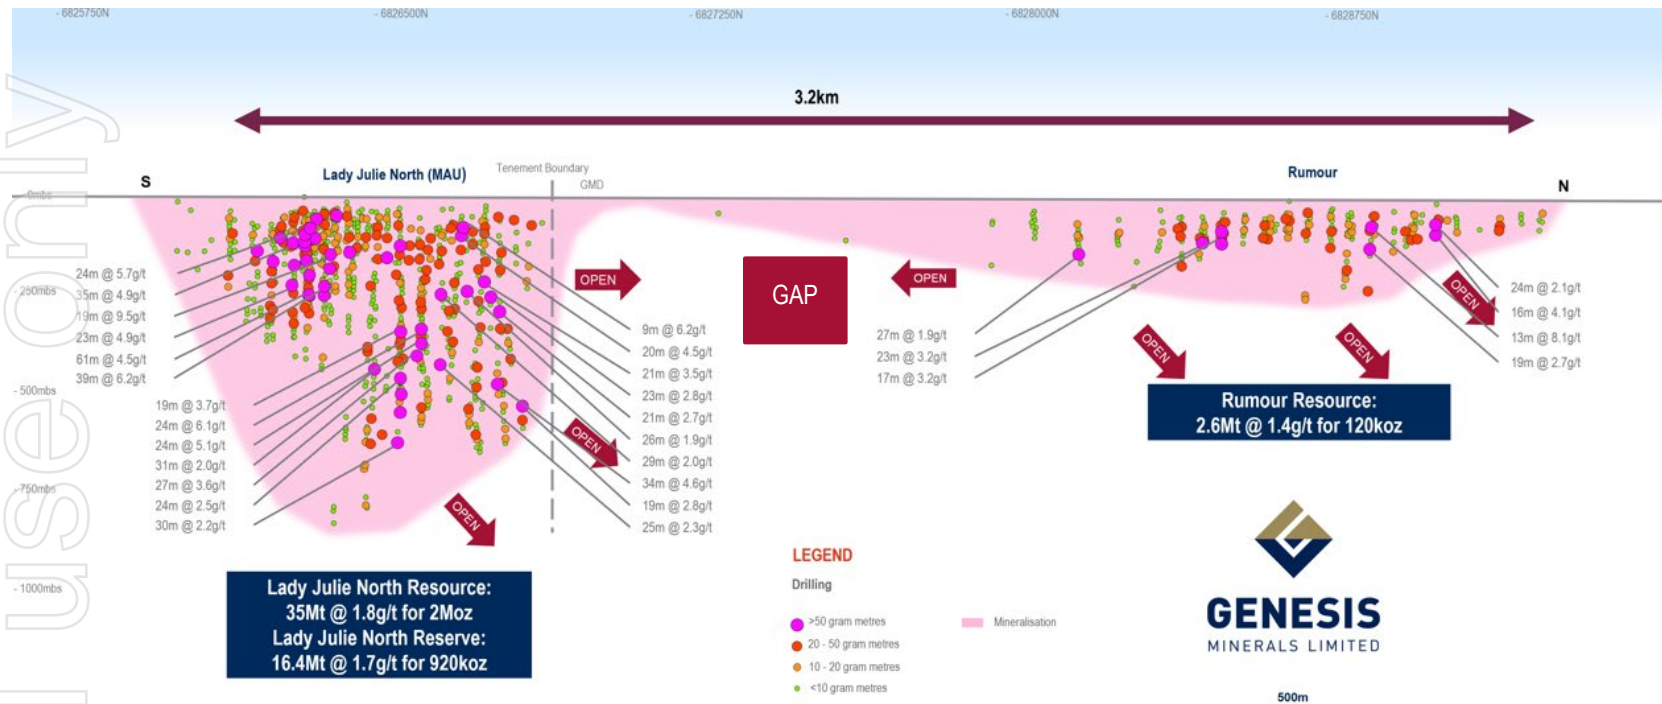 - 6825750N
- 6826500N
- 6827250N
- 6828000N
- 6828750N
3.2km
S
Lady Julie North (MAU)
Tenement Boundary
GMD
Rumour
N
0mbs
- 250mbs
- 500mbs
- 750mbs
- 1000mbs
24m @ 5.7g/t
35m @ 4.9g/t
19m @ 9.5g/t
23m @ 4.9g/t
61m @ 4.5g/t
39m @ 6.2g/t
19m @ 3.7g/t
24m @ 6.1g/t
24m @ 5.1g/t
31m @ 2.0g/t
27m @ 3.6g/t
24m @ 2.5g/t
30m @ 2.2g/t
OPEN
OPEN
OPEN
9m @ 6.2g/t
20m @ 4.5g/t
21m @ 3.5g/t
23m @ 2.8g/t
21m @ 2.7g/t
26m @ 1.9g/t
29m @ 2.0g/t
34m @ 4.6g/t
19m @ 2.8g/t
25m @ 2.3g/t
GAP
OPEN
27m @ 1.9g/t
23m @ 3.2g/t
17m @ 3.2g/t
OPEN
OPEN
OPEN
24m @ 2.1g/t
16m @ 4.1g/t
13m @ 8.1g/t
19m @ 2.7g/t
Rumour Resource:
2.6Mt @ 1.4g/t for 120koz
Lady Julie North Resource:
35Mt @ 1.8g/t for 2Moz
Lady Julie North Reserve:
16.4Mt @ 1.7g/t for 920koz
LEGEND
Drilling
>50 gram metres
20 - 50 gram metres
10 - 20 gram metres
<10 gram metres
Mineralisation
GENESIS
MINERALS LIMITED
500m
use only